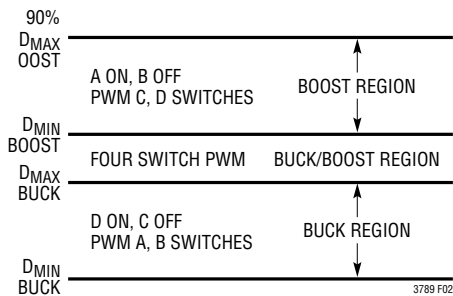 90%
DMAX
OOST
A ON, B OFF
PWM C, D SWITCHES
BOOST REGION
DMIN
BOOST
FOUR SWITCH PWM
BUCK/BOOST REGION
DMAX
BUCK
D ON, C OFF
PWM A, B SWITCHES
BUCK REGION
DMIN
BUCK
3789 F02